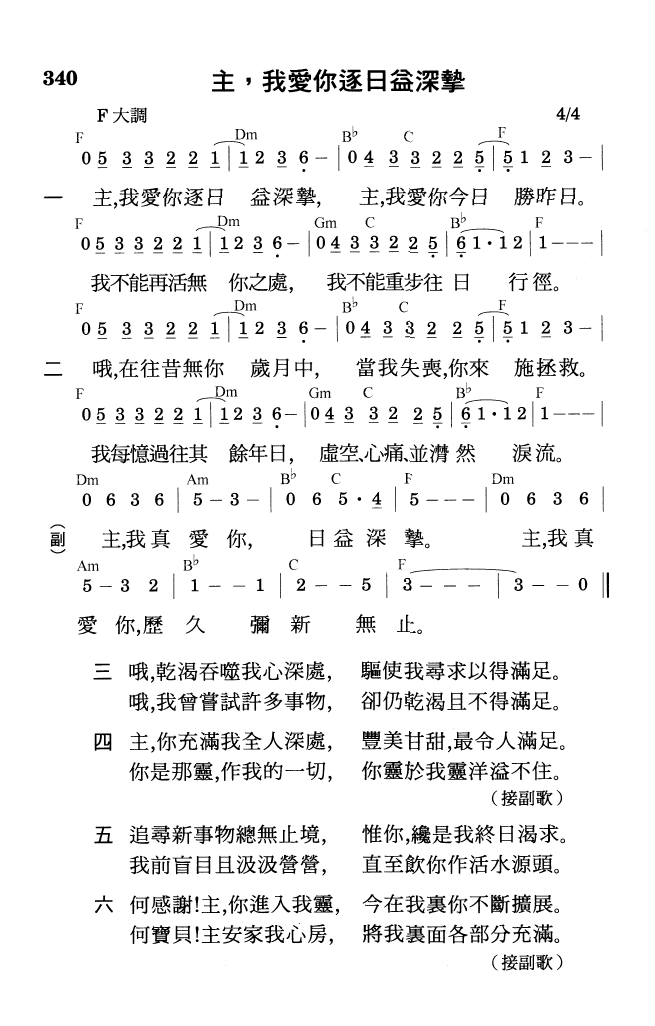 340 主，我愛你逐日益深摯
F 大調 4/4
F Dm B♭ C F
0 5 3 3 2 2 1 | 1 2 3 6 – | 0 4 3 3 2 2 5 | 5 1 2 3 – |
一 主,我愛你逐日 益深摯, 主,我愛你今日 勝昨日。
F Dm Gm C B♭ F
0 5 3 3 2 2 1 | 1 2 3 6 – | 0 4 3 3 2 2 5 | 6 1 · 1 2 | 1 – – – |
我不能再活無 你之處, 我不能重步往 日 行徑。
F Dm B♭ C F
0 5 3 3 2 2 1 | 1 2 3 6 – | 0 4 3 3 2 2 5 | 5 1 2 3 – |
二 哦,在往昔無你 歲月中, 當我失喪,你來 施拯救。
F Dm Gm C B♭ F
0 5 3 3 2 2 1 | 1 2 3 6 – | 0 4 3 3 2 2 5 | 6 1 · 1 2 | 1 – – – |
我每憶過往其 餘年日, 虛空、心痛、並濟然 淚流。
Dm Am B♭ C F Dm
0 6 3 6 | 5 – 3 – | 0 6 5 · 4 | 5 – – – | 0 6 3 6 |
（副） 主,我真 愛 你, 日益深 摯。 主,我真
Am B♭ C F
5 – 3 2 | 1 – – 1 | 2 – – 5 | 3 – – – | 3 – – 0 ‖
愛 你,歷 久 彌 新 無 止。
三 哦,乾渴吞噬我心深處, 驅使我尋求以得滿足。
哦,我曾嘗試許多事物, 卻仍乾渴且不得滿足。
四 主,你充滿我全人深處, 豐美甘甜,最令人滿足。
你是那靈,作我的一切, 你靈於我靈洋溢不住。
（接副歌）
五 追尋新事物總無止境, 惟你,纔是我終日渴求。
我前盲目且汲汲營營, 直至飲你作活水源頭。
六 何感謝!主,你進入我靈, 今在我裏你不斷擴展。
何寶貝!主安家我心房, 將我裏面各部分充滿。
（接副歌）